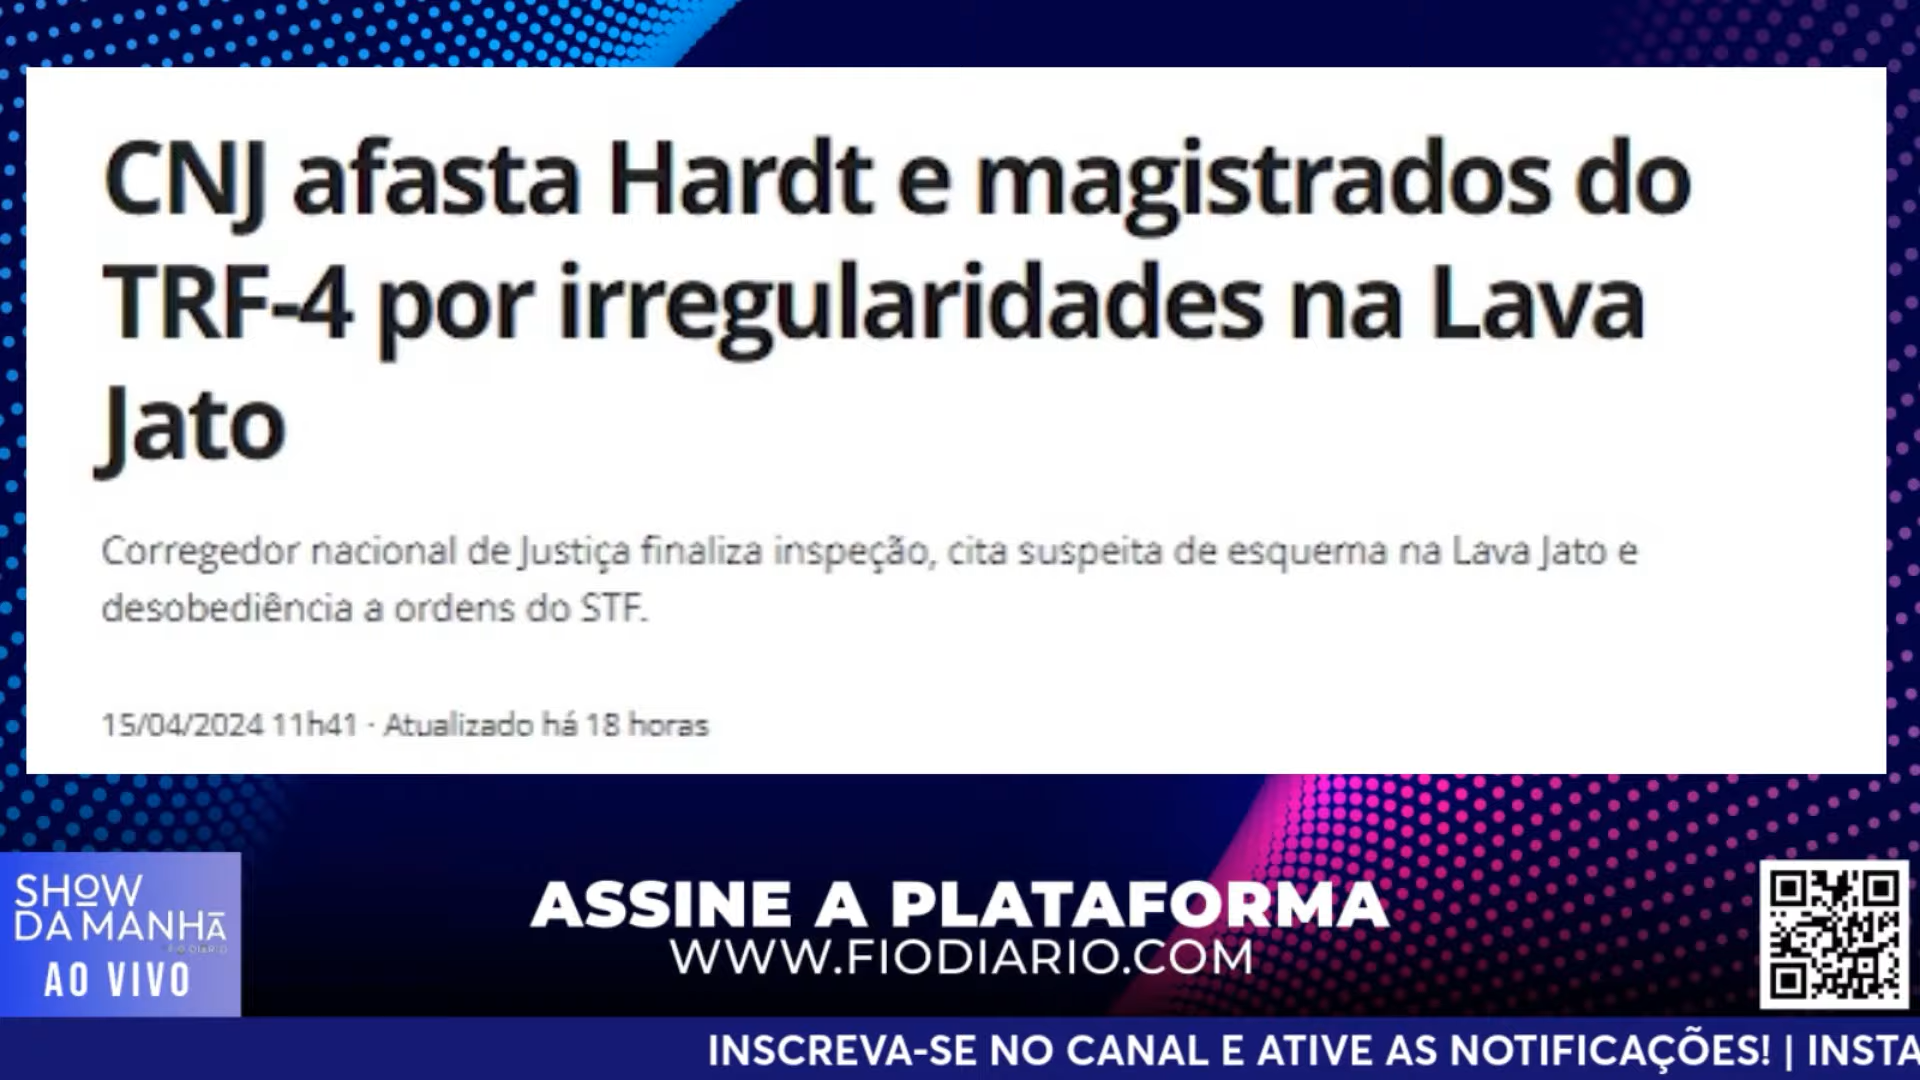 CNJ afasta Hardt e magistrados do
TRF-4 por irregularidades na Lava
Jato
Corregedor nacional de Justiça finaliza inspeção, cita suspeita de esquema na Lava Jato e
desobediência a ordens do STF.
15/04/2024 11h41 · Atualizado há 18 horas
SHOW
DA MANHÃ
FIO DIÁRIO
AO VIVO
ASSINE A PLATAFORMA
WWW.FIODIARIO.COM
INSCREVA-SE NO CANAL E ATIVE AS NOTIFICAÇÕES! | INSTA